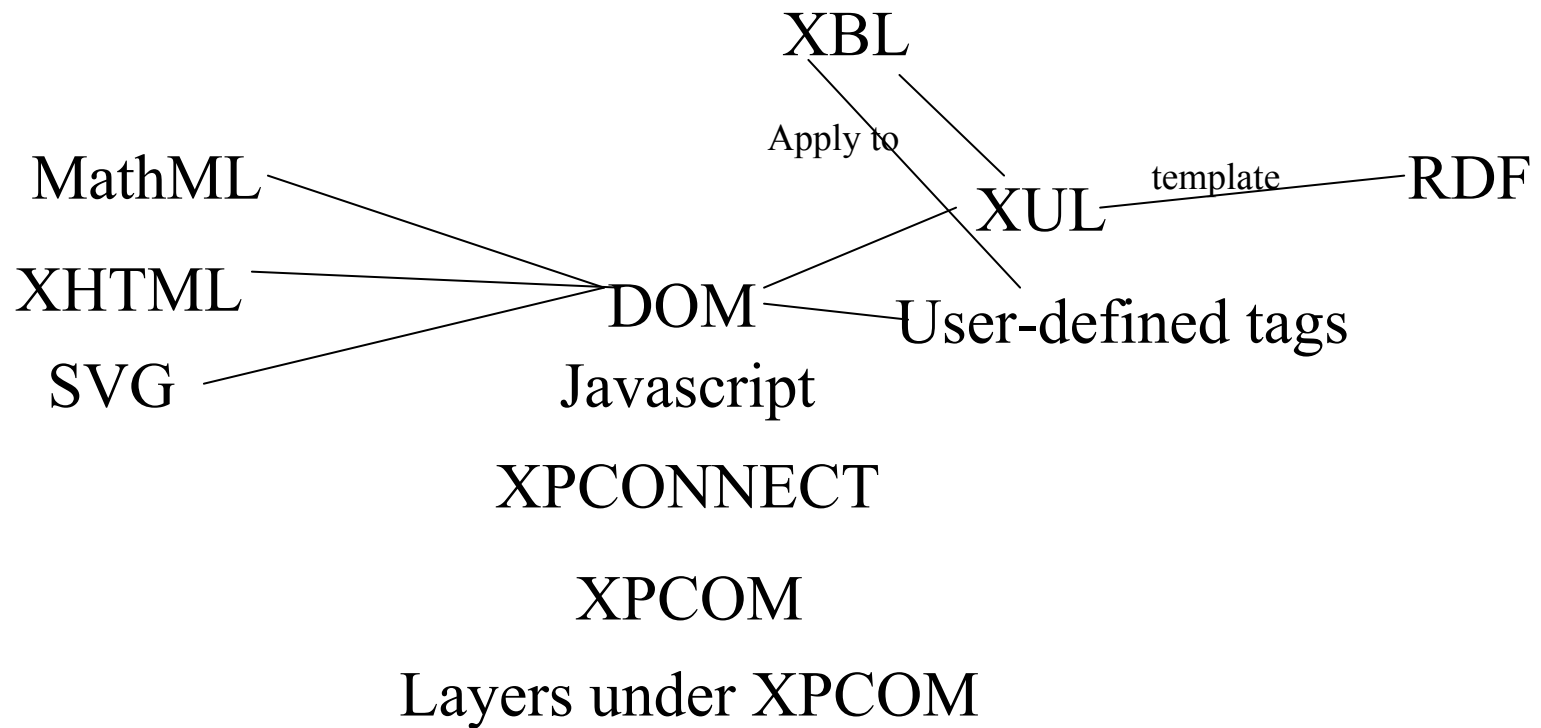 XBL
Apply to
MathML
template
RDF
XUL
XHTML
DOM
User-defined tags
SVG
Javascript
XPCONNECT
XPCOM
Layers under XPCOM